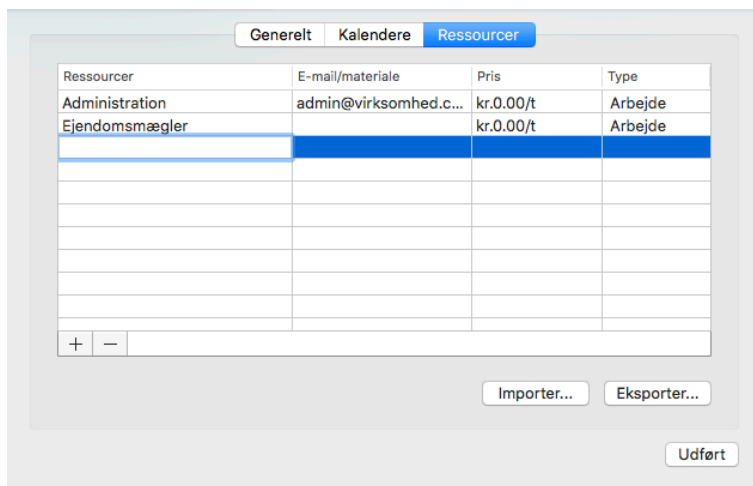 Generelt Kalendere Ressourcer
Ressourcer E-mail/materiale Pris Type
Administration admin@virksomhed.c... kr.0.00/t Arbejde
Ejendomsmægler kr.0.00/t Arbejde
+ −
Importer... Eksporter...
Udført